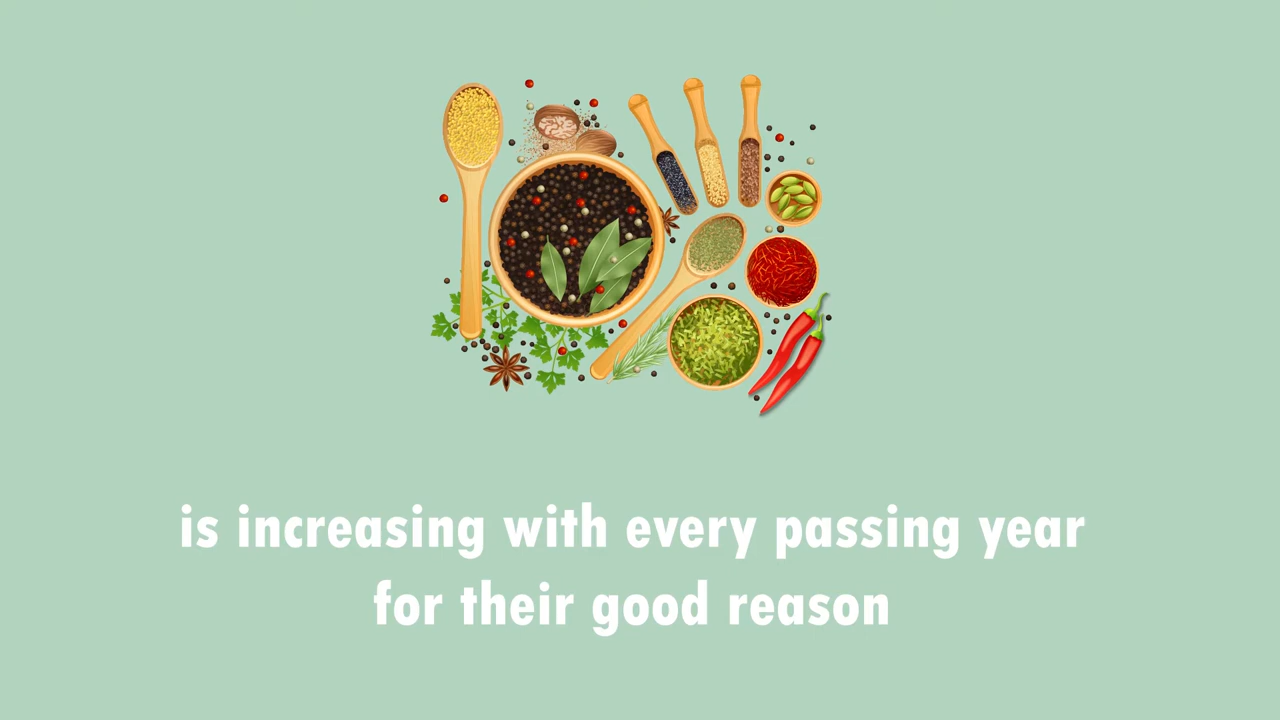 is increasing with every passing year
for their good reason